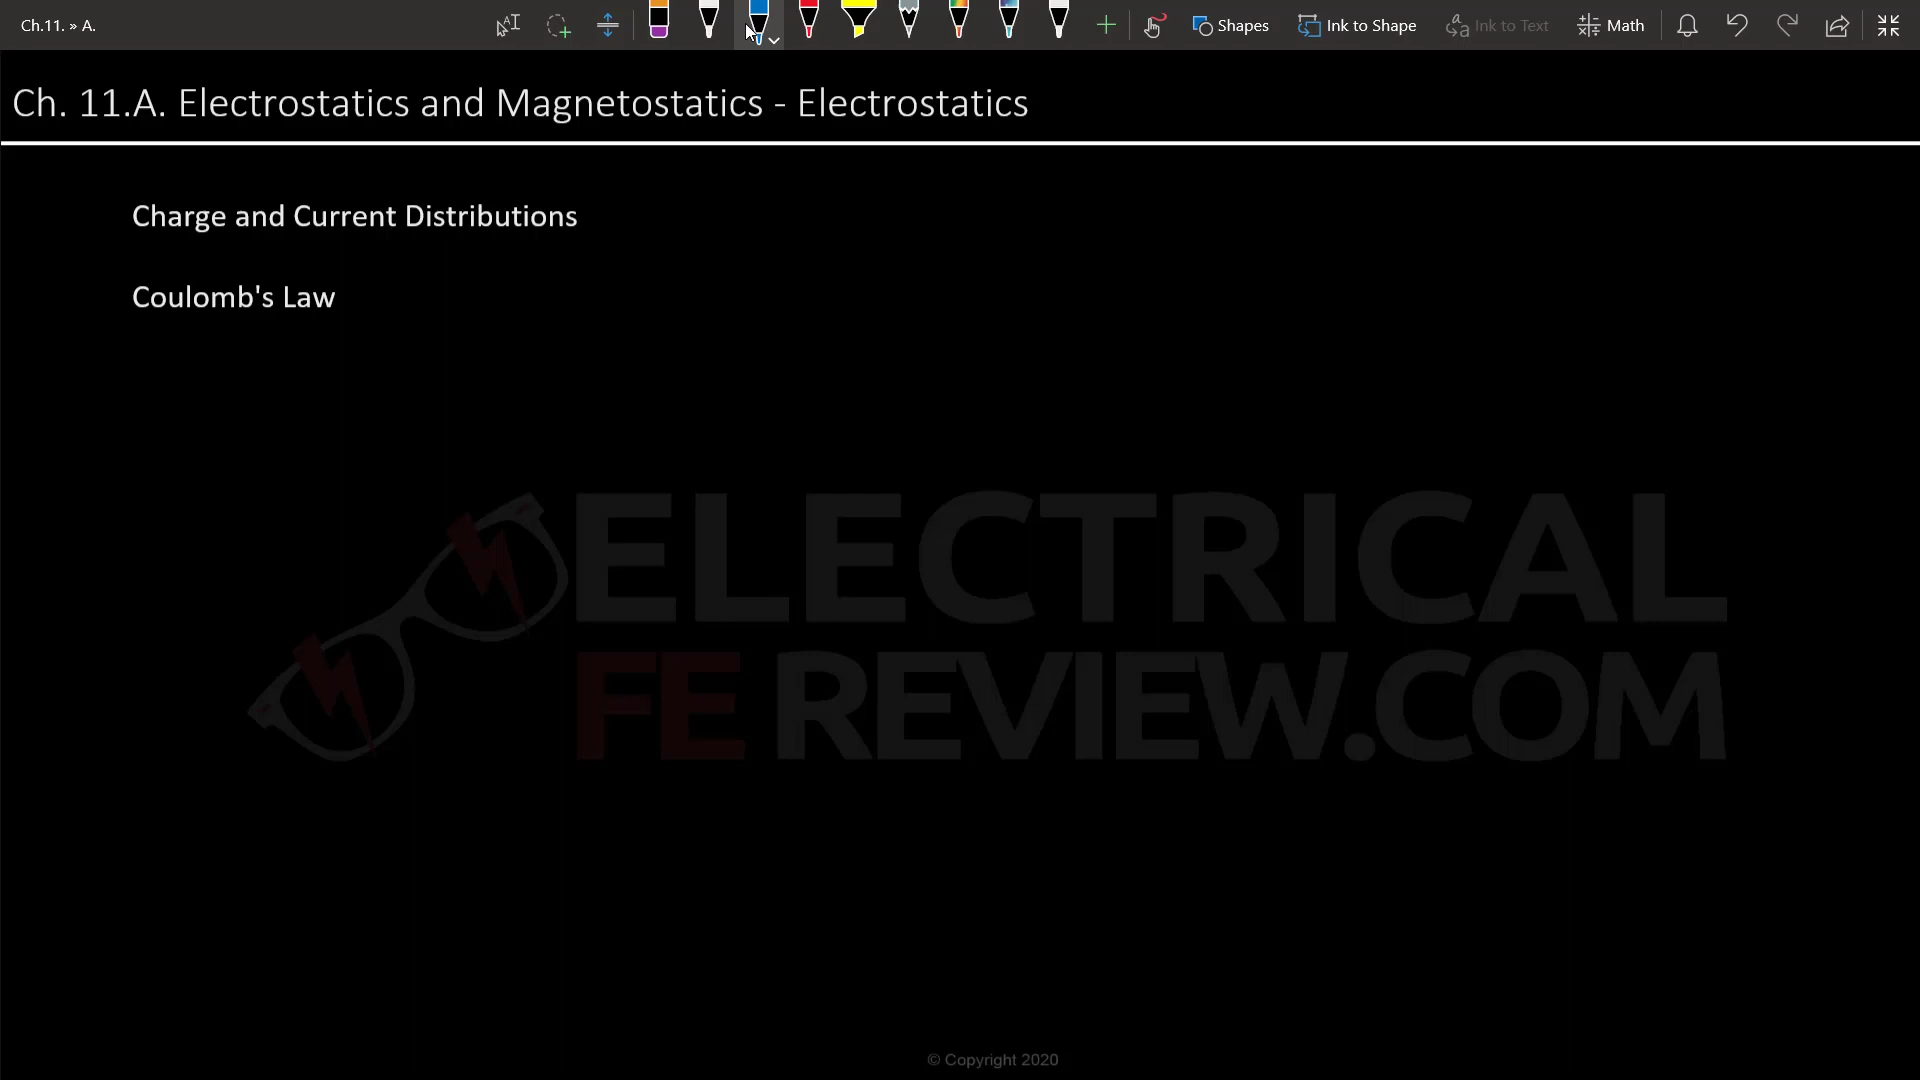 Ch.11. » A.
Shapes
Ink to Shape
Ink to Text
Math
Ch. 11.A. Electrostatics and Magnetostatics - Electrostatics
Charge and Current Distributions
Coulomb's Law
ELECTRICAL
FE REVIEW.COM
© Copyright 2020